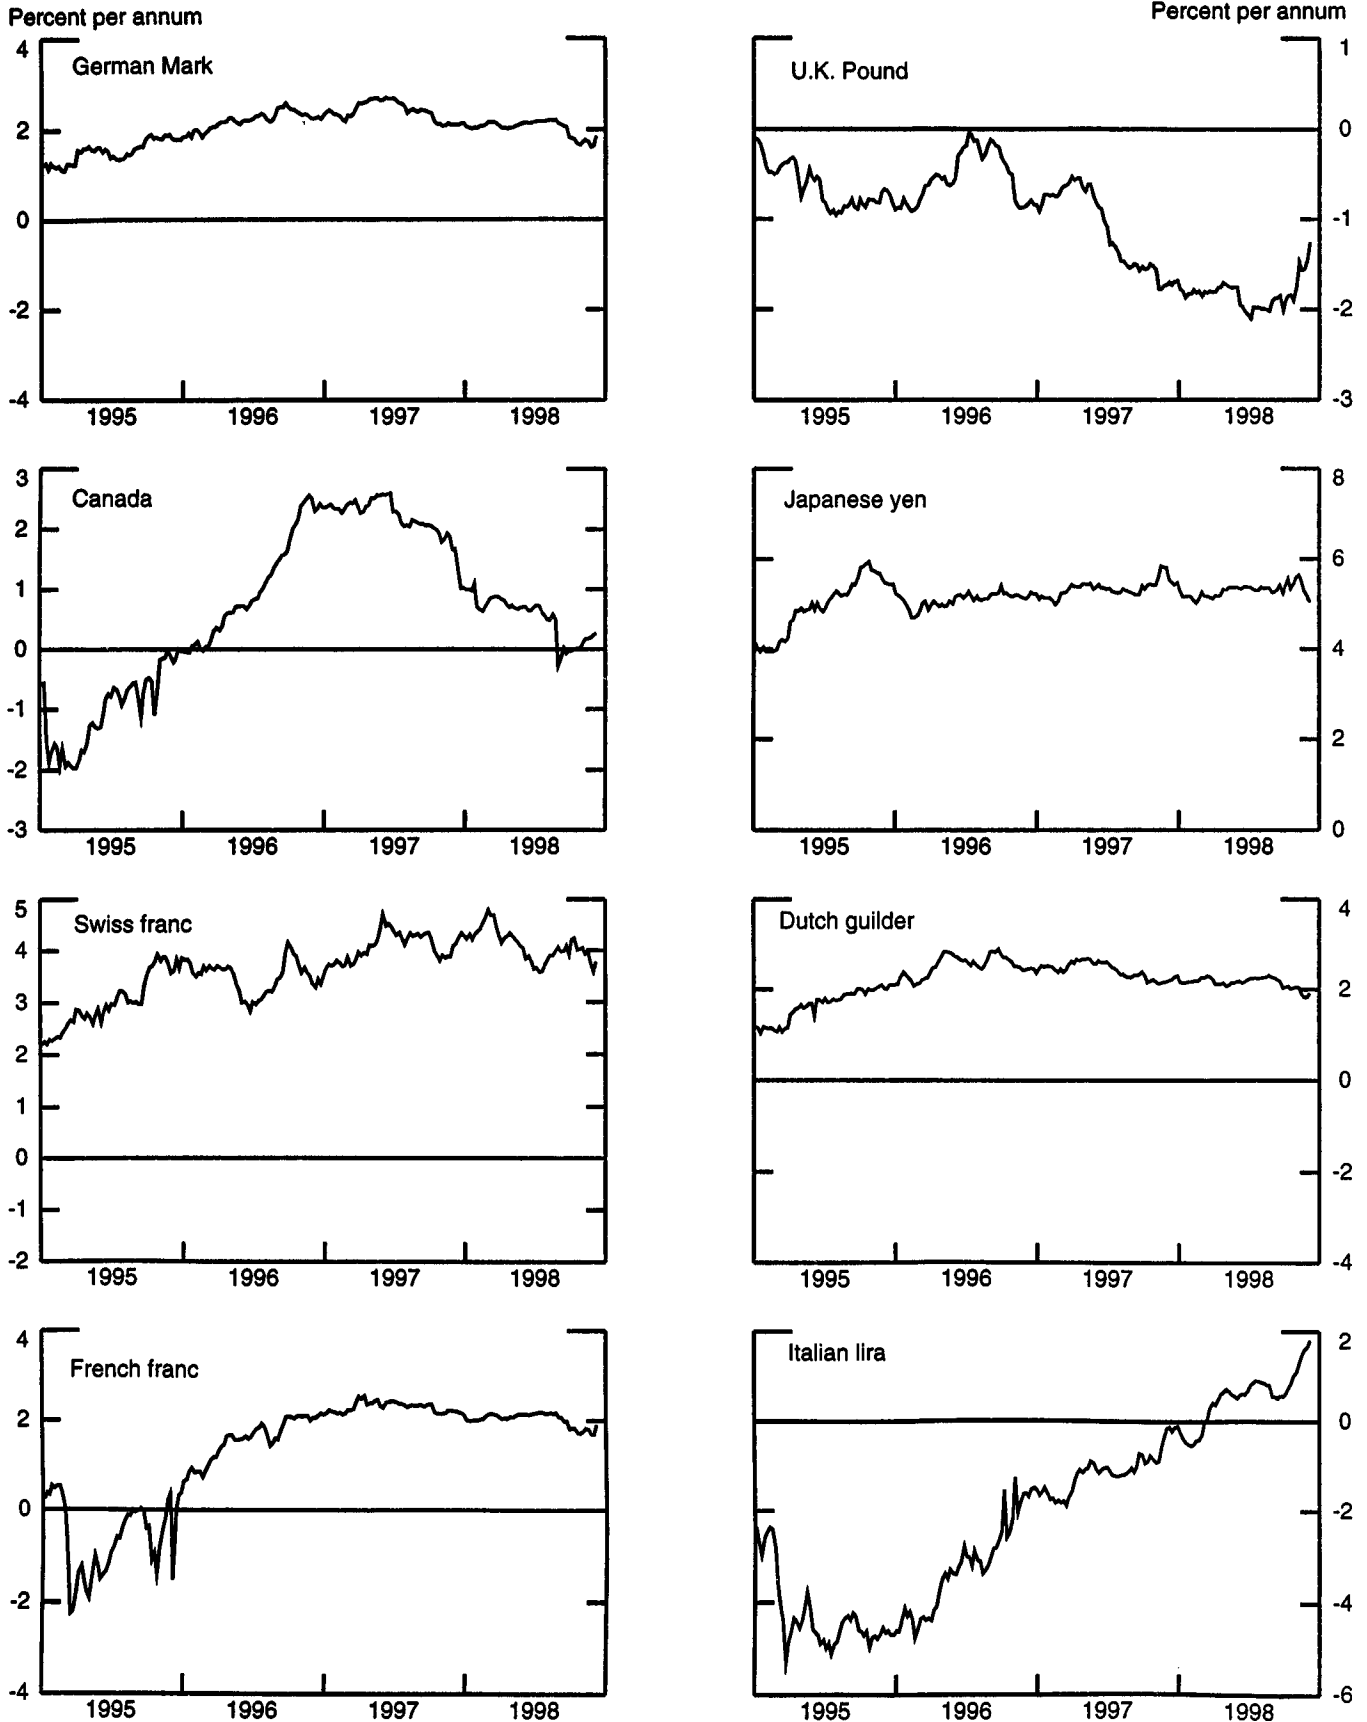 Percent per annum
Percent per annum
German Mark
4
2
0
-2
-4
1995 1996 1997 1998
U.K. Pound
1
0
-1
-2
-3
1995 1996 1997 1998
Canada
3
2
1
0
-1
-2
-3
1995 1996 1997 1998
Japanese yen
8
6
4
2
0
1995 1996 1997 1998
Swiss franc
5
4
3
2
1
0
-1
-2
1995 1996 1997 1998
Dutch guilder
4
2
0
-2
-4
1995 1996 1997 1998
French franc
4
2
0
-2
-4
1995 1996 1997 1998
Italian lira
2
0
-2
-4
-6
1995 1996 1997 1998